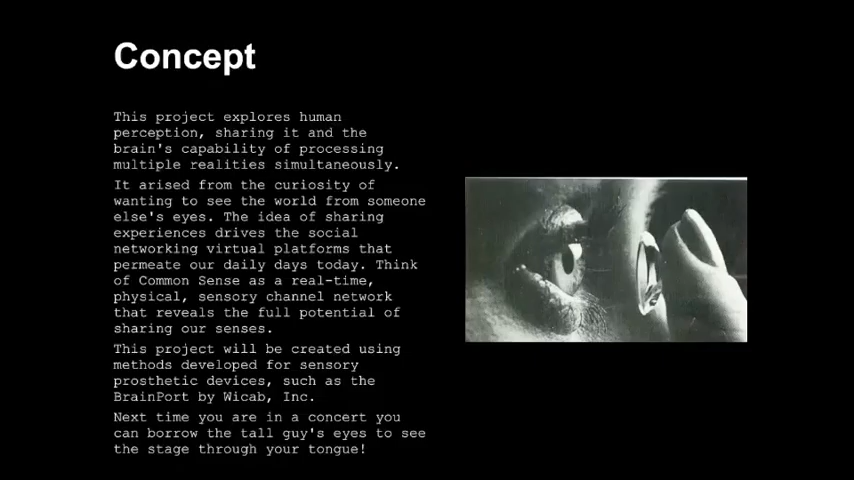 Concept
This project explores human
perception, sharing it and the
brain's capability of processing
multiple realities simultaneously.
It arised from the curiosity of
wanting to see the world from someone
else's eyes. The idea of sharing
experiences drives the social
networking virtual platforms that
permeate our daily days today. Think
of Common Sense as a real-time,
physical, sensory channel network
that reveals the full potential of
sharing our senses.
This project will be created using
methods developed for sensory
prosthetic devices, such as the
BrainPort by Wicab, Inc.
Next time you are in a concert you
can borrow the tall guy's eyes to see
the stage through your tongue!